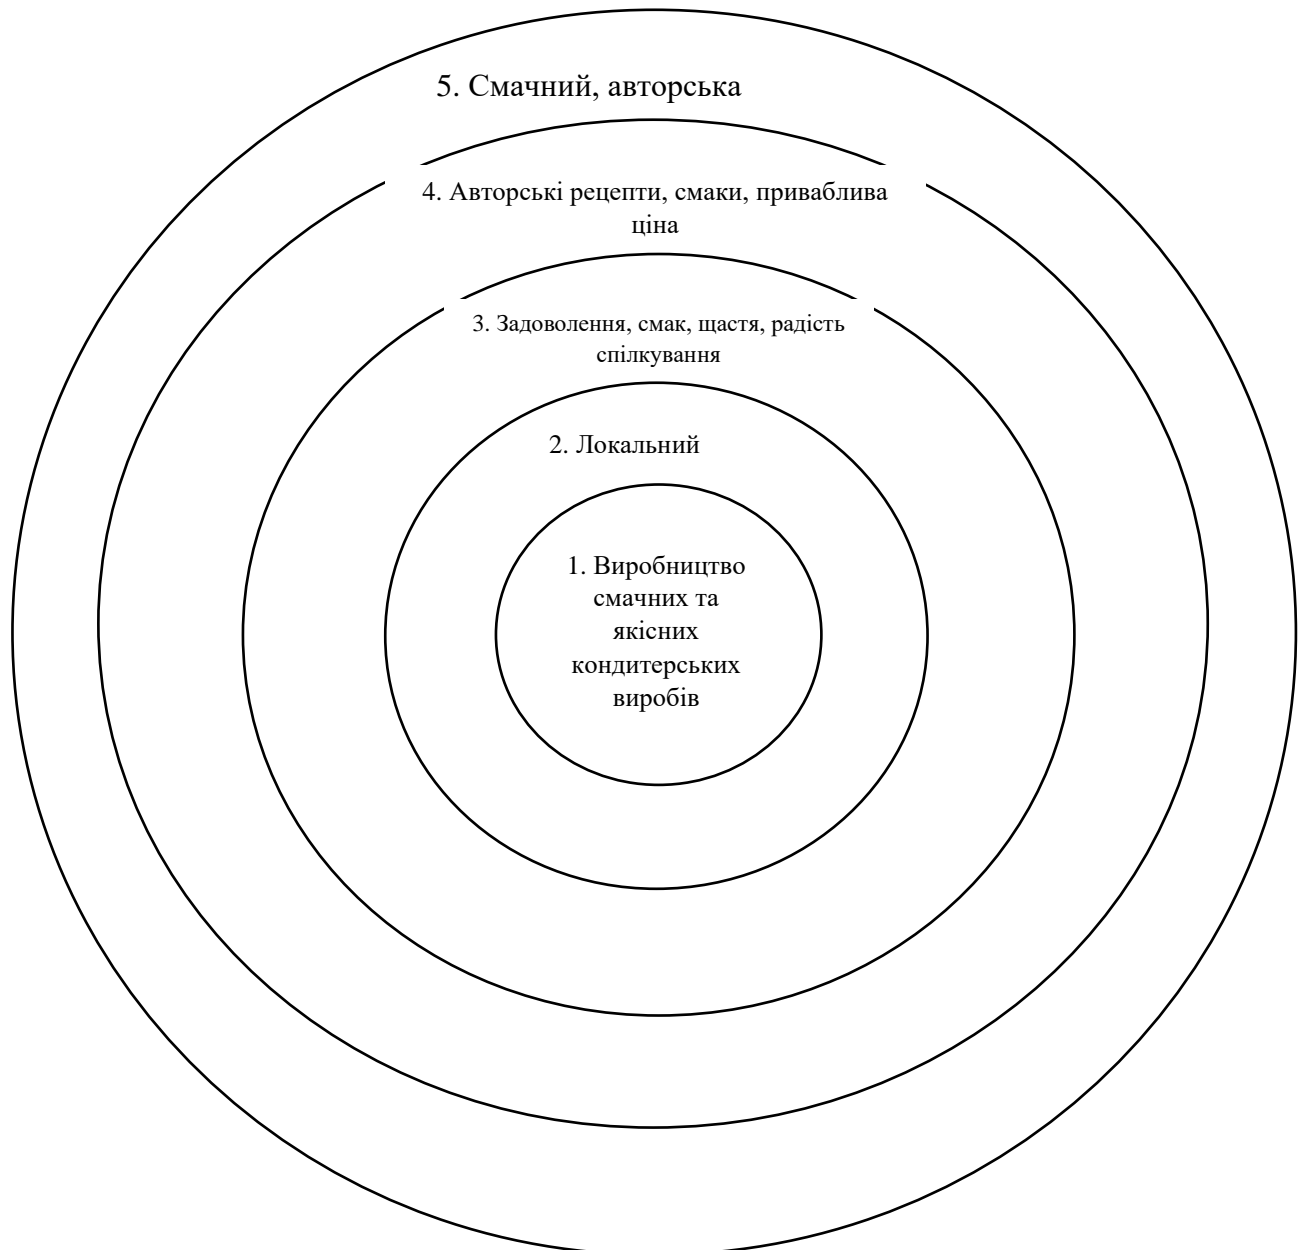 5. Смачний, авторська
4. Авторські рецепти, смаки, приваблива
ціна
3. Задоволення, смак, щастя, радість
спілкування
2. Локальний
1. Виробництво
смачних та
якісних
кондитерських
виробів